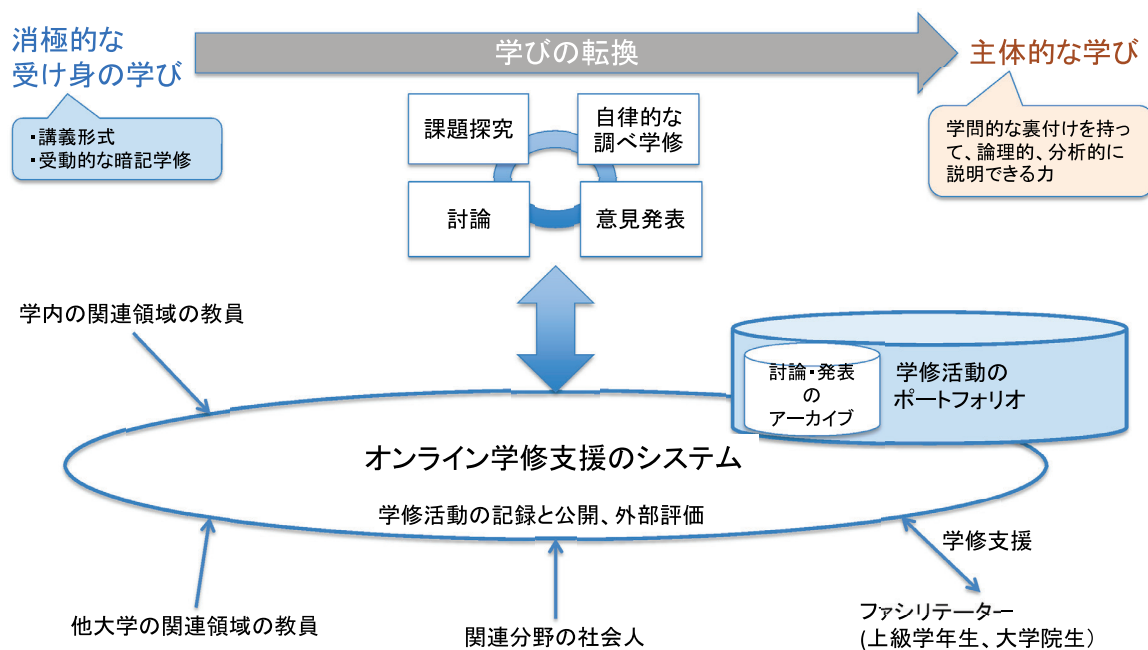 消極的な
受け身の学び
学びの転換
主体的な学び
・講義形式
・受動的な暗記学修
課題探究
自律的な
調べ学修
学問的な裏付けを持っ
て、論理的、分析的に
説明できる力
討論
意見発表
学内の関連領域の教員
討論・発表
の
アーカイブ
学修活動の
ポートフォリオ
オンライン学修支援のシステム
学修活動の記録と公開、外部評価
学修支援
他大学の関連領域の教員
関連分野の社会人
ファシリテーター
(上級学年生、大学院生)